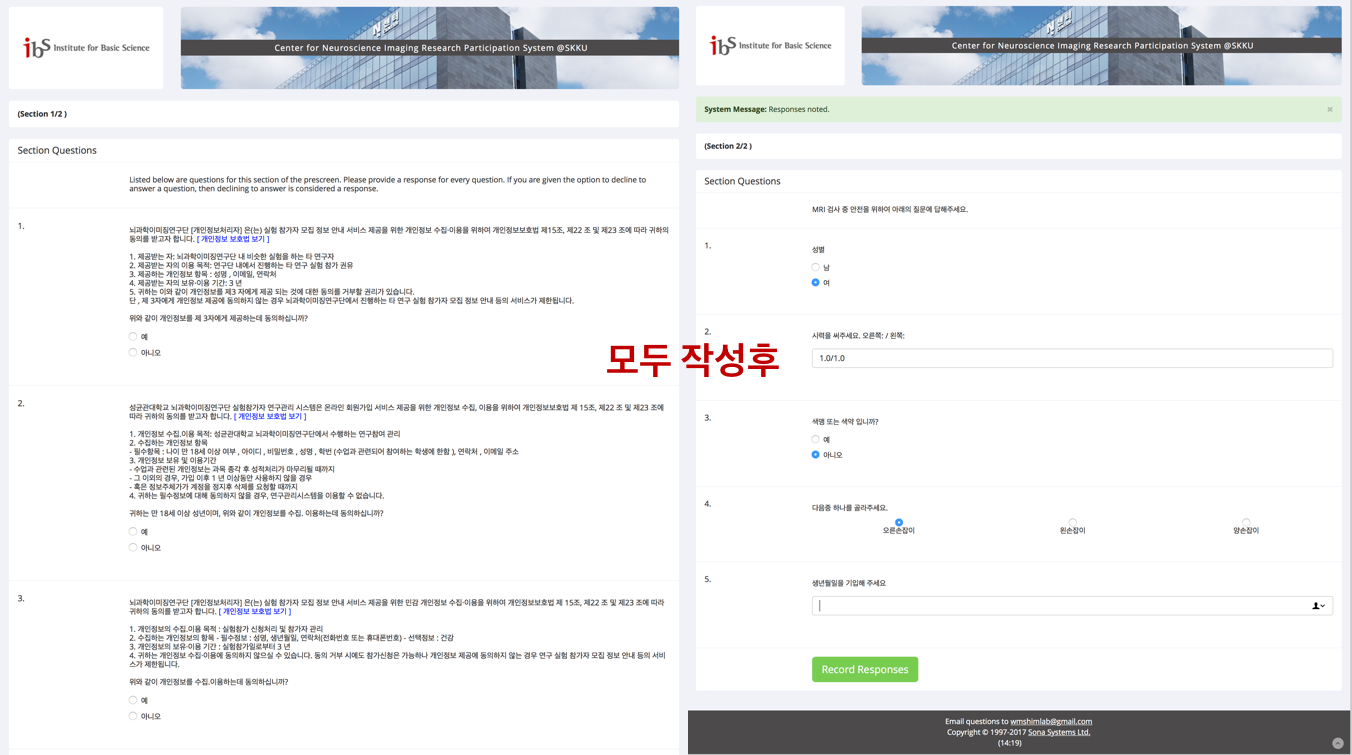 ibs Institute for Basic Science
Center for Neuroscience Imaging Research Participation System @SKKU
(Section 1/2 )
Section Questions
Listed below are questions for this section of the prescreen. Please provide a response for every question. If you are given the option to decline to
answer a question, then declining to answer is considered a response.
1.
뇌과학이미징연구단 [개인정보처리자] 은(는) 실험 참가자 모집 정보 안내 서비스 제공을 위한 개인정보 수집·이용을 위하여 개인정보보호법 제15조, 제22 조 및 제23 조에 따라 귀하의
동의를 받고자 합니다. [ 개인정보 보호법 보기 ]
1. 제공받는 자: 뇌과학이미징연구단 내 비슷한 실험을 하는 타 연구자
2. 제공받는 자의 이용 목적: 연구단 내에서 진행하는 타 연구 실험 참가 권유
3. 제공하는 개인정보 항목 : 성명 , 이메일, 연락처
4. 제공받는 자의 보유·이용 기간: 3 년
5. 귀하는 이와 같이 개인정보를 제3 자에게 제공 되는 것에 대한 동의를 거부할 권리가 있습니다.
단 , 제 3자에게 개인정보 제공에 동의하지 않는 경우 뇌과학이미징연구단에서 진행하는 타 연구 실험 참가자 모집 정보 안내 등의 서비스가 제한됩니다.
위와 같이 개인정보를 제 3자에게 제공하는데 동의하십니까?
예
아니오
2.
성균관대학교 뇌과학이미징연구단 실험참가자 연구관리 시스템은 온라인 회원가입 서비스 제공을 위한 개인정보 수집, 이용을 위하여 개인정보보호법 제 15조, 제22 조 및 제23 조에
따라 귀하의 동의를 받고자 합니다. [ 개인정보 보호법 보기 ]
1. 개인정보 수집.이용 목적: 성균관대학교 뇌과학이미징연구단에서 수행하는 연구참여 관리
2. 수집하는 개인정보 항목
- 필수항목 : 나이 만 18세 이상 여부 , 아이디 , 비밀번호 , 성명 , 학번 (수업과 관련되어 참여하는 학생에 한함 ), 연락처 , 이메일 주소
3. 개인정보 보유 및 이용기간
- 수업과 관련된 개인정보는 과목 종강 후 성적처리가 마무리될 때까지
- 그 이외의 경우, 가입 이후 1 년 이상동안 사용하지 않을 경우
- 혹은 정보주체가가 계정을 정지후 삭제를 요청할 때까지
4. 귀하는 필수정보에 대해 동의하지 않을 경우, 연구관리시스템을 이용할 수 없습니다.
귀하는 만 18세 이상 성년이며, 위와 같이 개인정보를 수집. 이용하는데 동의하십니까?
예
아니오
3.
뇌과학이미징연구단 [개인정보처리자] 은(는) 실험 참가자 모집 정보 안내 서비스 제공을 위한 민감 개인정보 수집·이용을 위하여 개인정보보호법 제 15조, 제22 조 및 제23 조에 따라
귀하의 동의를 받고자 합니다. [ 개인정보 보호법 보기 ]
1. 개인정보의 수집.이용 목적 : 실험참가 신청처리 및 참가자 관리
2. 수집하는 개인정보의 항목 - 필수정보 : 성명, 생년월일, 연락처(전화번호 또는 휴대폰번호) - 선택정보 : 건강
3. 개인정보의 보유·이용 기간 : 실험참가일로부터 3 년
4. 귀하는 개인정보 수집·이용에 동의하지 않으실 수 있습니다. 동의 거부 시에도 참가신청은 가능하나 개인정보 제공에 동의하지 않는 경우 연구 실험 참가자 모집 정보 안내 등의 서비
스가 제한됩니다.
위와 같이 개인정보를 수집.이용하는데 동의하십니까?
예
아니오
모두 작성후
ibs Institute for Basic Science
Center for Neuroscience Imaging Research Participation System @SKKU
System Message: Responses noted.
(Section 2/2 )
Section Questions
MRI 검사 중 안전을 위하여 아래의 질문에 답해주세요.
1.
성별
남
여
2.
시력을 써주세요. 오른쪽: / 왼쪽:
1.0/1.0
3.
색맹 또는 색약 입니까?
예
아니오
4.
다음중 하나를 골라주세요.
오른손잡이 왼손잡이 양손잡이
5.
생년월일을 기입해 주세요
Record Responses
Email questions to wmshimlab@gmail.com
Copyright © 1997-2017 Sona Systems Ltd.
(14:19)